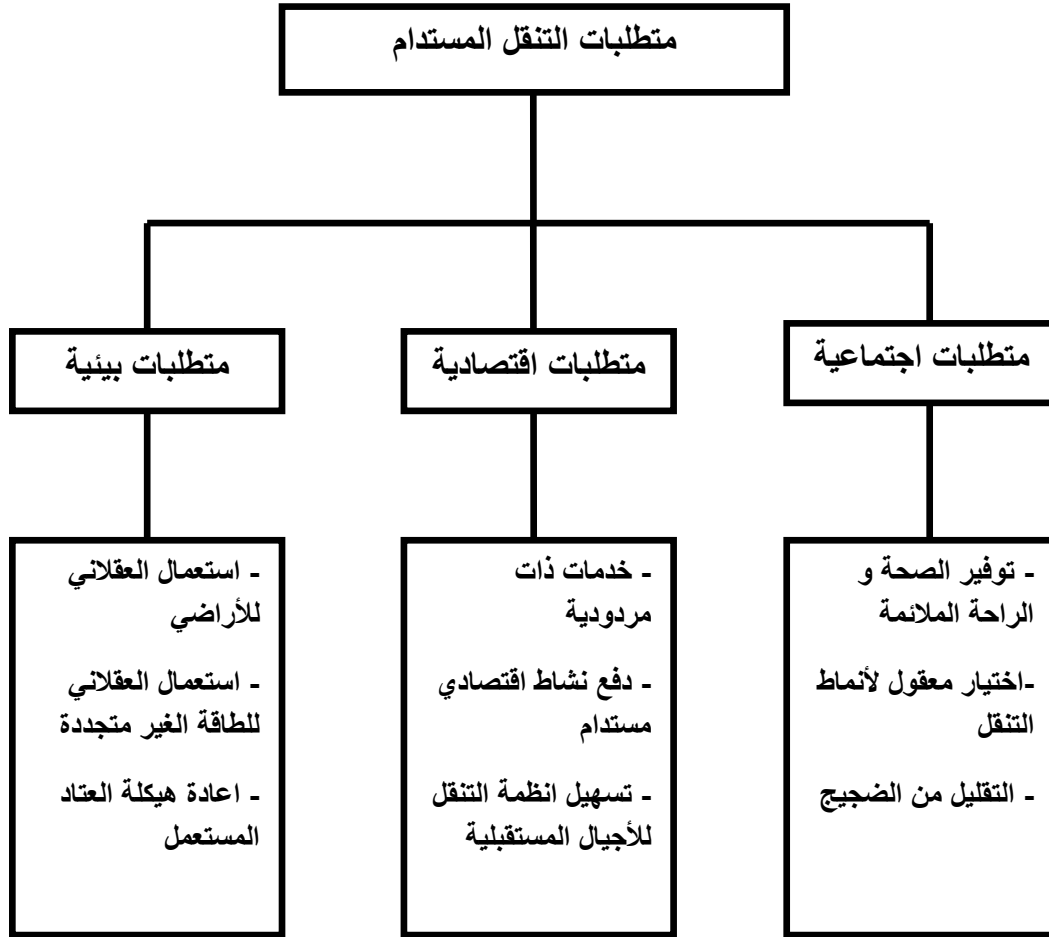 متطلبات التنقل المستدام
متطلبات اجتماعية
متطلبات اقتصادية
متطلبات بيئية
- توفير الصحة و
الراحة الملائمة
-اختيار معقول لأنماط
التنقل
- التقليل من الضجيج
- خدمات ذات
مردودية
- دفع نشاط اقتصادي
مستدام
- تسهيل انظمة التنقل
للأجيال المستقبلية
- استعمال العقلاني
للأراضي
- استعمال العقلاني
للطاقة الغير متجددة
- اعادة هيكلة العتاد
المستعمل